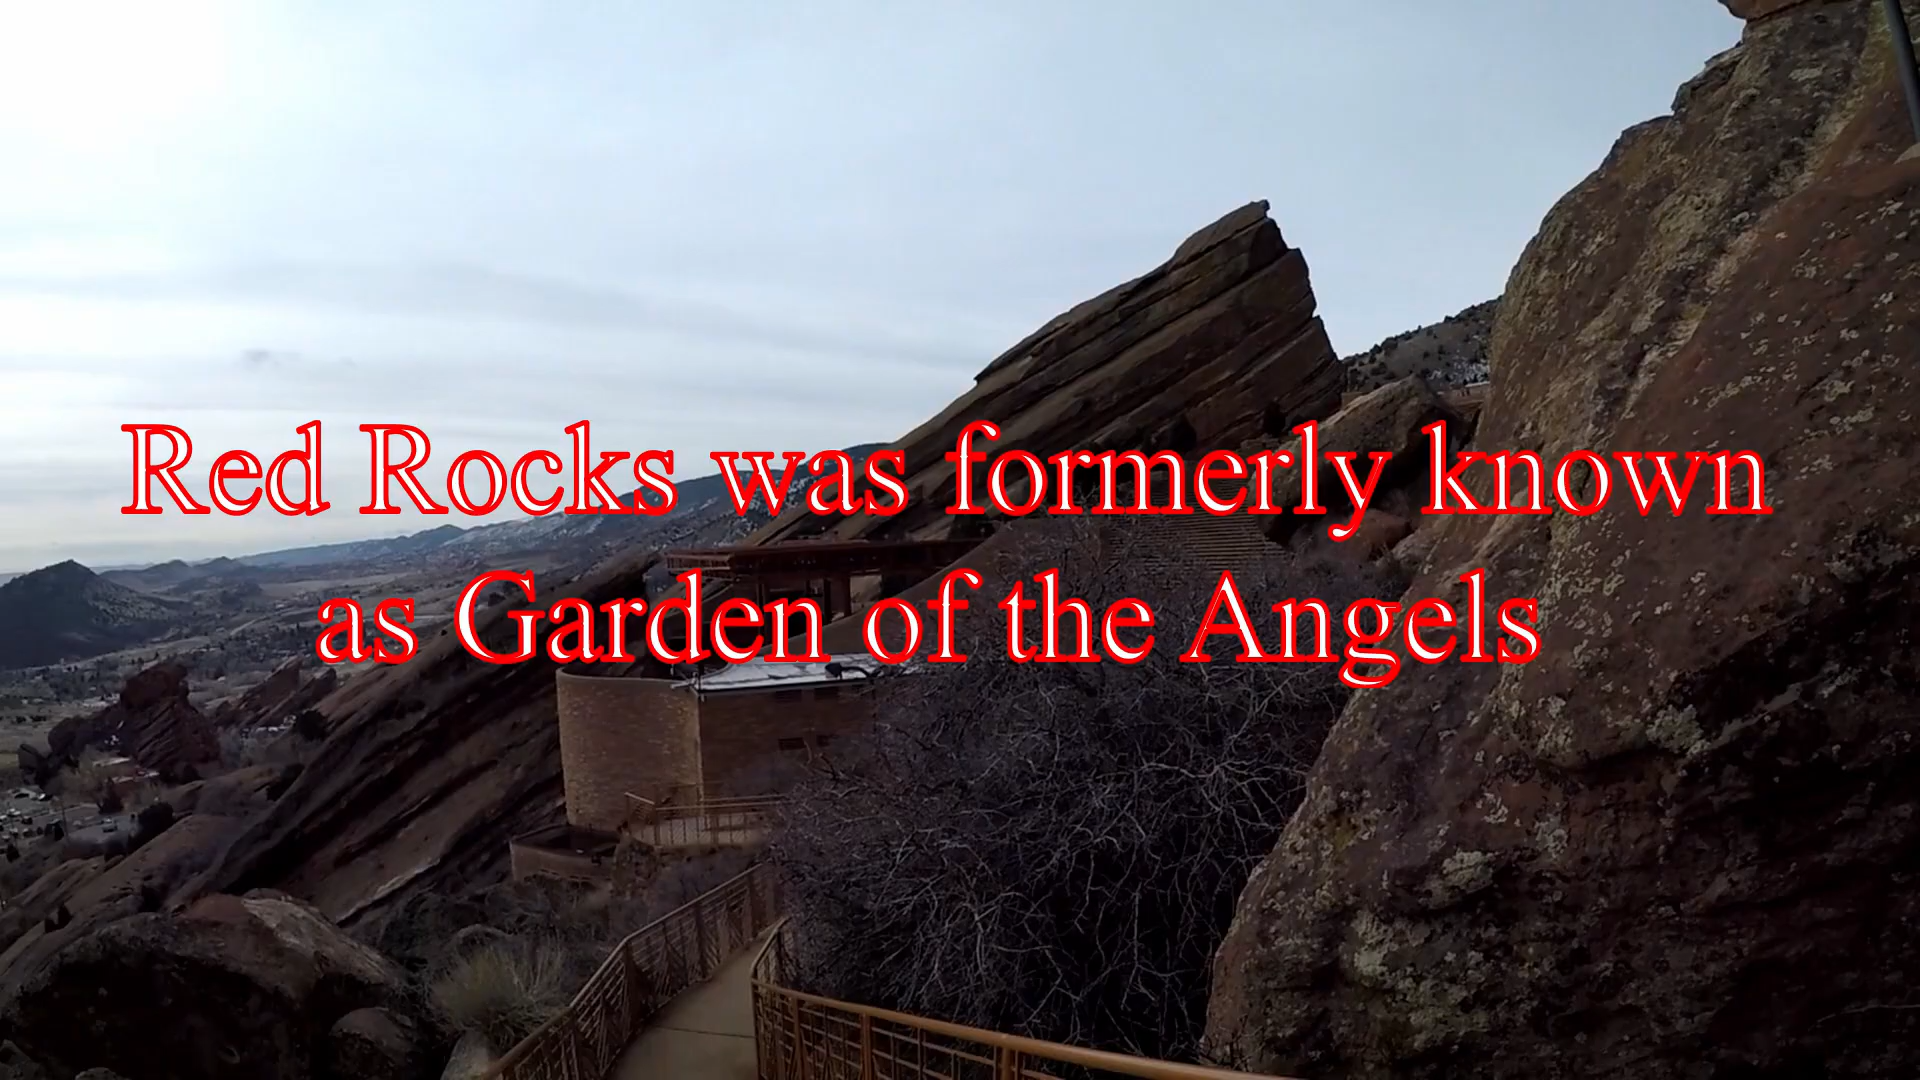 Red Rocks was formerly known
as Garden of the Angels